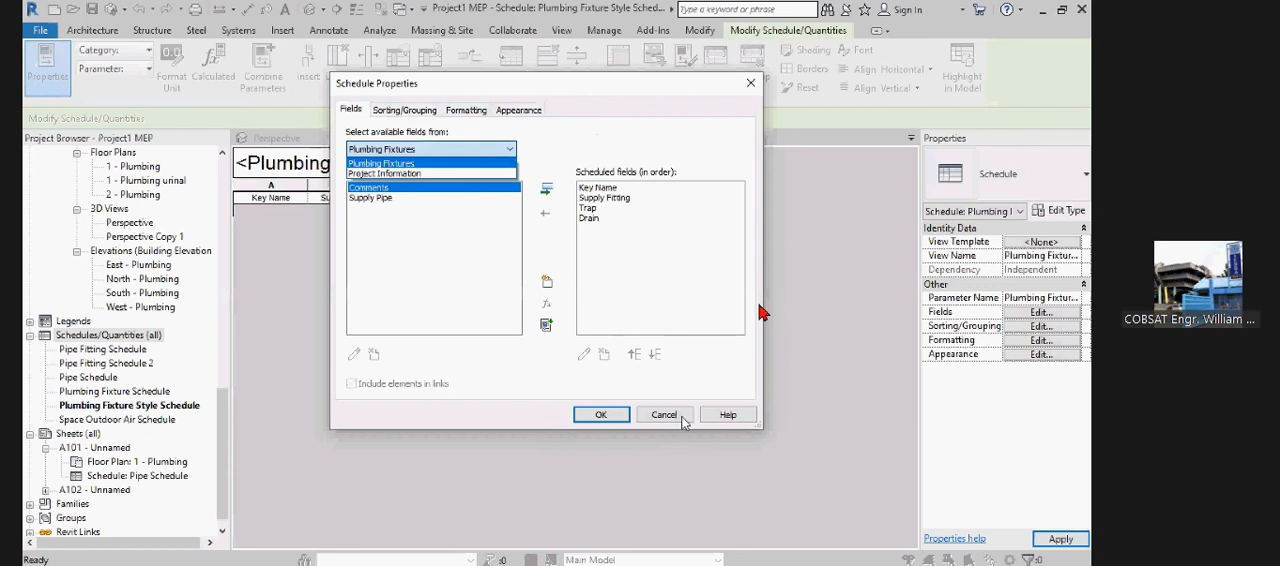 Project1 MEP - Schedule: Plumbing Fixture Style Sched...
Type a keyword or phrase
Sign In
File Architecture Structure Steel Systems Insert Annotate Analyze Massing & Site Collaborate View Manage Add-Ins Modify Modify Schedule/Quantities
Properties
Category:
Parameter:
Format
Unit
Calculated
Combine
Parameters
Insert
Shading
Borders
Reset
Font
Align Horizontal
Align Vertical
Highlight
in Model
Modify Schedule/Quantities
Project Browser - Project1 MEP
Floor Plans
1 - Plumbing
1 - Plumbing urinal
2 - Plumbing
3D Views
Perspective
Perspective Copy 1
Elevations (Building Elevation
East - Plumbing
North - Plumbing
South - Plumbing
West - Plumbing
Legends
Schedules/Quantities (all)
Pipe Fitting Schedule
Pipe Fitting Schedule 2
Pipe Schedule
Plumbing Fixture Schedule
Plumbing Fixture Style Schedule
Space Outdoor Air Schedule
Sheets (all)
A101 - Unnamed
Floor Plan: 1 - Plumbing
Schedule: Pipe Schedule
A102 - Unnamed
Families
Groups
Revit Links
Perspective
<Plumbing
A
Key Name
Su
Schedule Properties
Fields Sorting/Grouping Formatting Appearance
Select available fields from:
Plumbing Fixtures
Plumbing Fixtures
Project Information
Comments
Supply Pipe
Scheduled fields (in order):
Key Name
Supply Fitting
Trap
Drain
Include elements in links
OK Cancel Help
Properties
Schedule
Schedule: Plumbing F
Edit Type
Identity Data
View Template <None>
View Name Plumbing Fixtur...
Dependency Independent
Other
Parameter Name Plumbing Fixtur...
Fields Edit...
Sorting/Grouping Edit...
Formatting Edit...
Appearance Edit...
Properties help
Apply
COBSAT Engr. William ...
Ready
:0
Main Model
:0